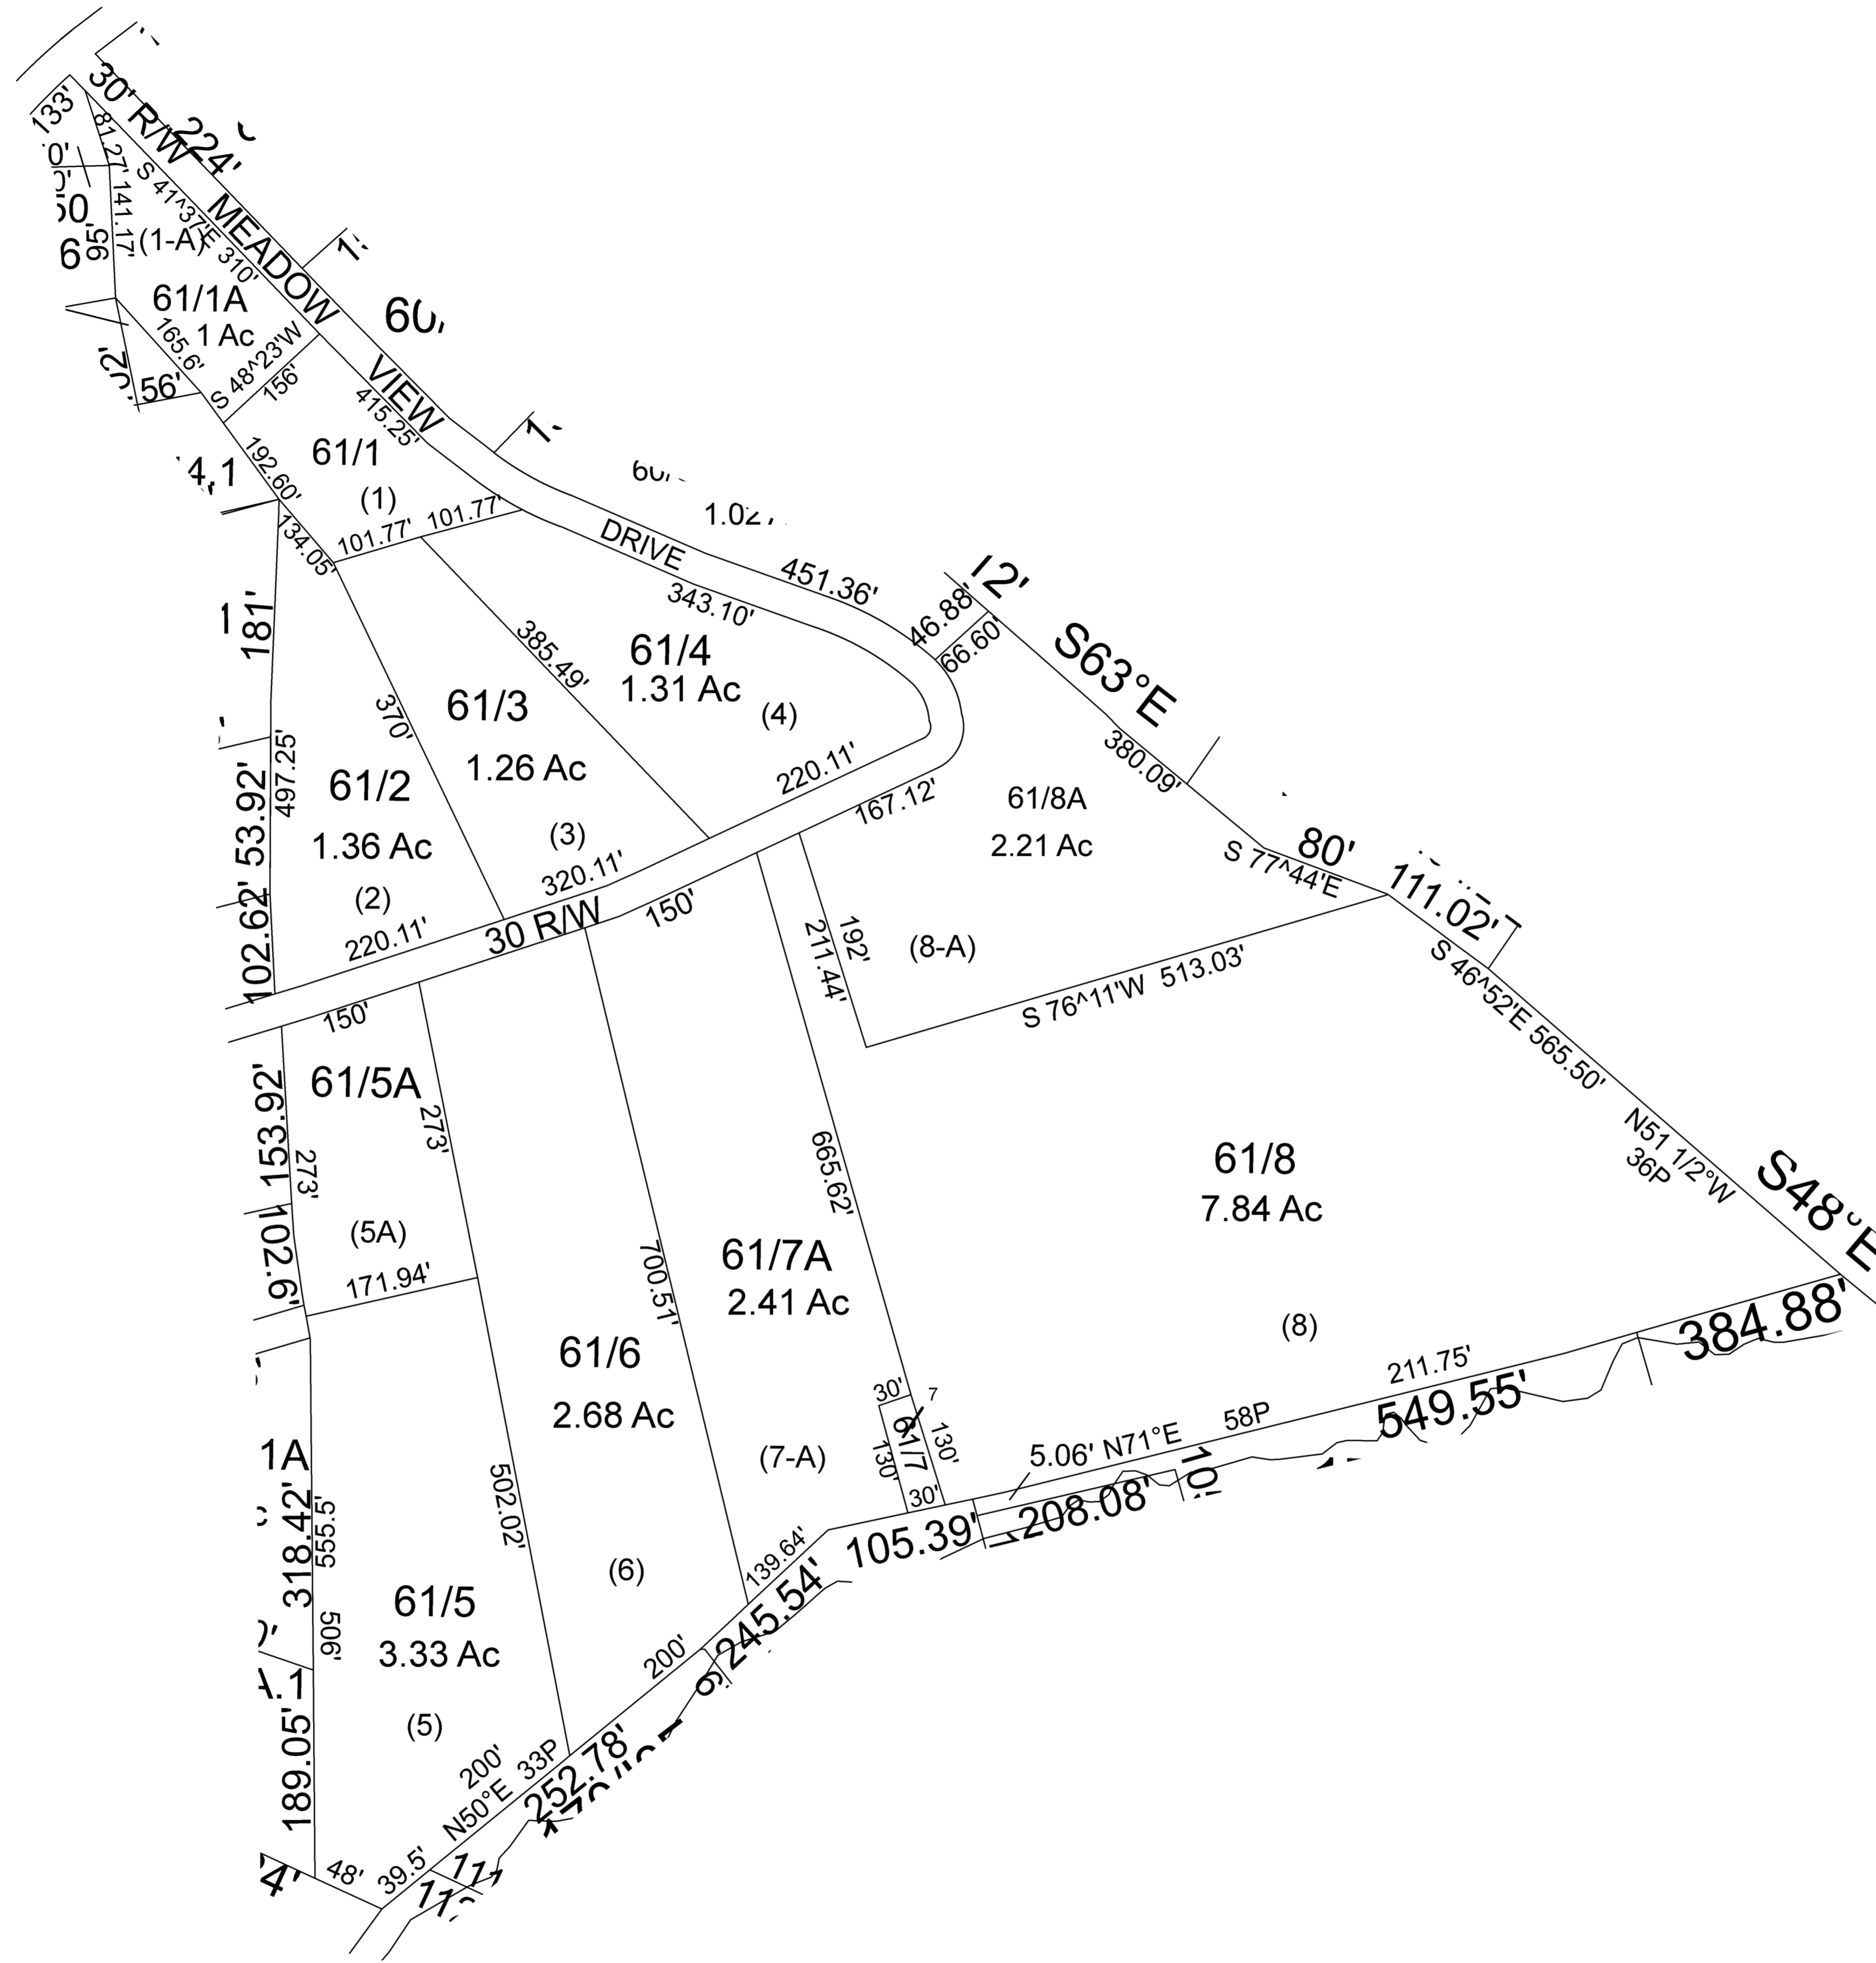 30' R/W
224'
133'
81.27'
S 41^37'E 310'
MEADOW
141.17'
95'
6
(1-A)
61/1A
1 Ac
165.6'
S 48^23'W
156'
56'
VIEW
415.25'
61/1
(1)
192.60'
134.05'
101.77'
101.77'
DRIVE
451.36'
343.10'
46.88'
66.60'
12'
S63°E
380.09'
181'
385.49'
61/4
1.31 Ac
(4)
61/3
1.26 Ac
(3)
370'
220.11'
167.12'
61/8A
2.21 Ac
61/2
1.36 Ac
(2)
497.25'
53.92'
102.62'
320.11'
220.11'
30 R/W
150'
150'
S 77^44'E
80'
111.02'
192'
211.44'
(8-A)
S 76^11'W 513.03'
S 46^52'E 565.50'
N51 1/2°W
36P
S48°E
61/5A
153.92'
273'
273'
(5A)
102.6'
171.94'
665.62'
61/8
7.84 Ac
(8)
700.51'
61/7A
2.41 Ac
(7-A)
61/6
2.68 Ac
(6)
384.88'
211.75'
549.55'
30'
7
61/7
130'
130'
30'
5.06' N71°E
58P
10'
208.08'
105.39'
1A
318.42'
555.5'
506'
502.02'
61/5
3.33 Ac
(5)
139.64'
245.54'
200'
189.05'
200'
N50°E 33P
252.78'
48'
39.5'
4'